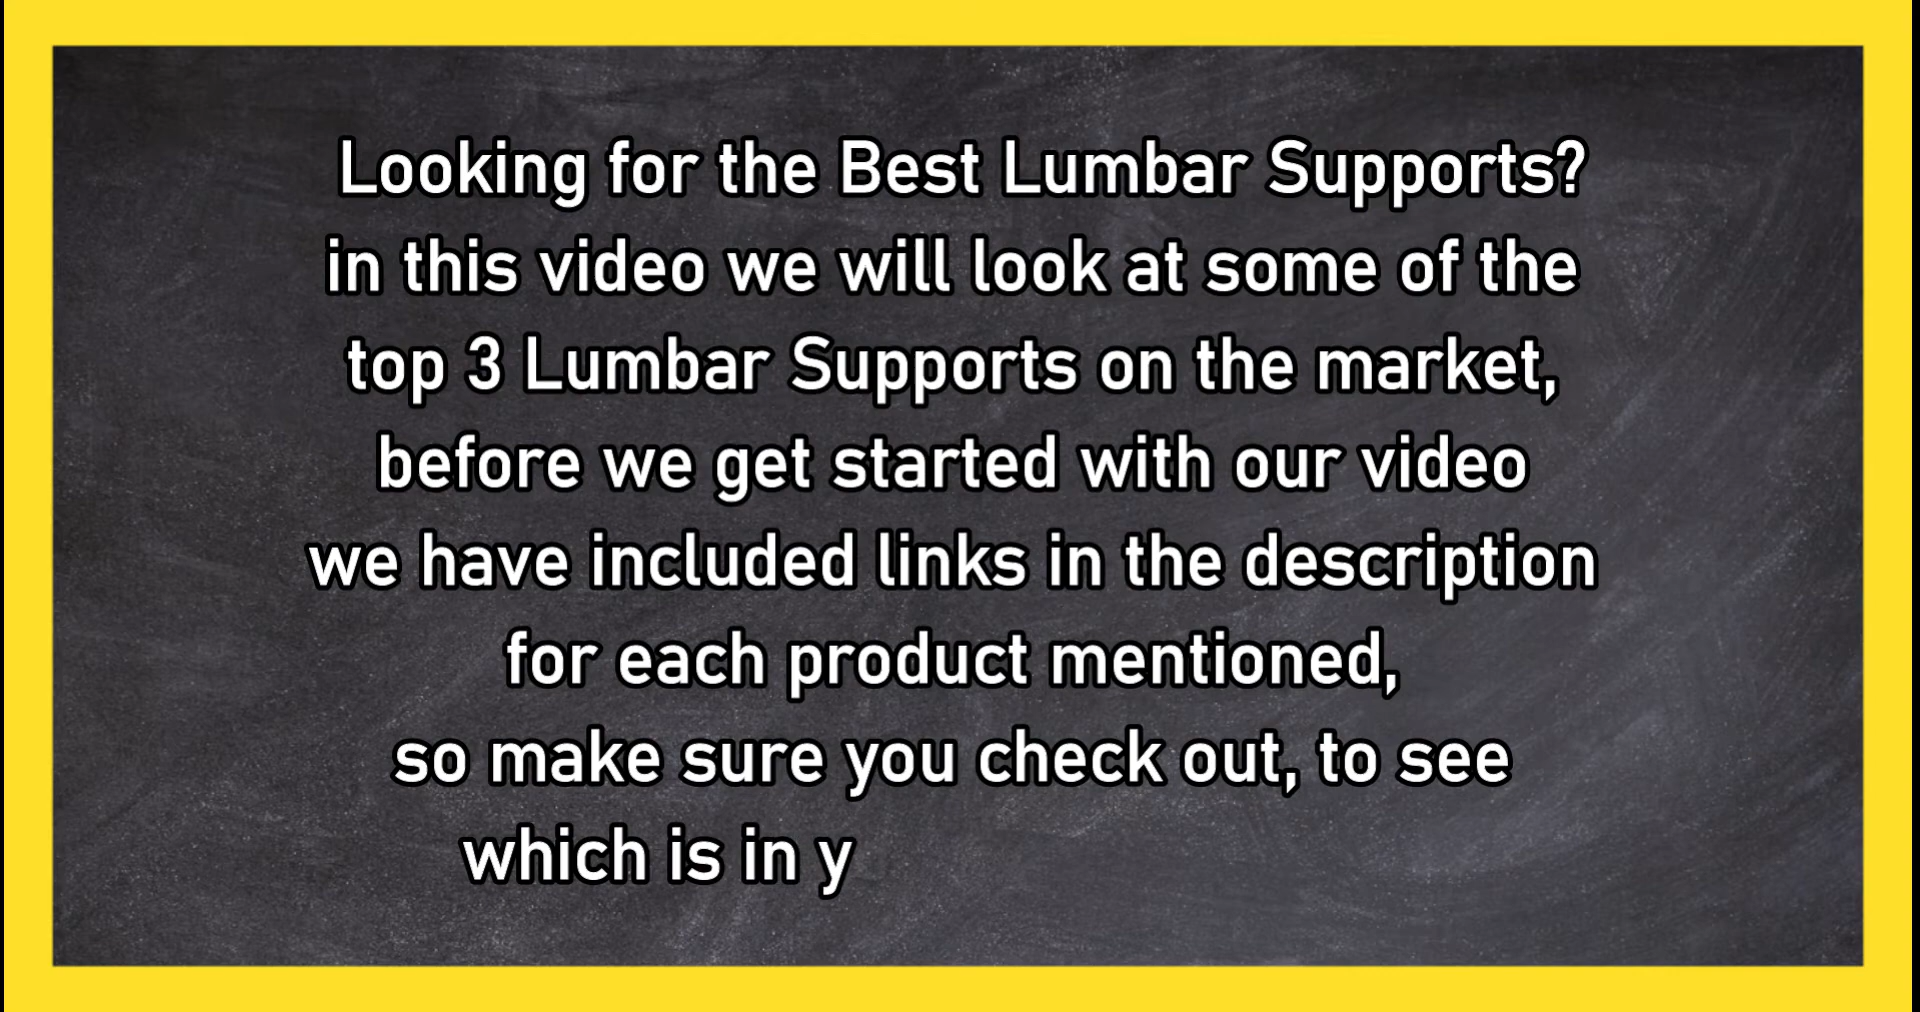 Looking for the Best Lumbar Supports?
in this video we will look at some of the
top 3 Lumbar Supports on the market,
before we get started with our video
we have included links in the description
for each product mentioned,
so make sure you check out, to see
which is in y